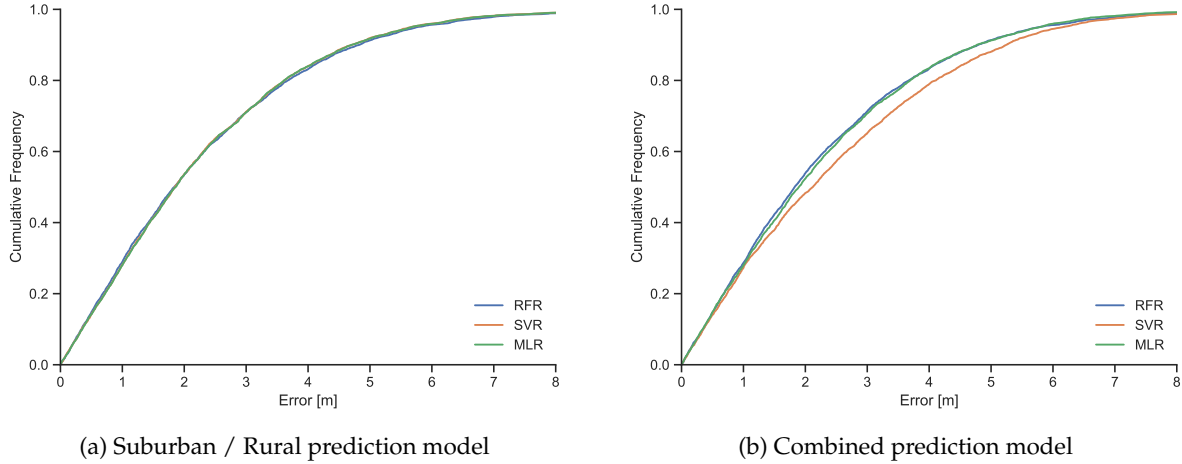 1.0
0.8
0.6
0.4
0.2
0.0
Cumulative Frequency
0 1 2 3 4 5 6 7 8
Error [m]
RFR
SVR
MLR
(a) Suburban / Rural prediction model
1.0
0.8
0.6
0.4
0.2
0.0
Cumulative Frequency
0 1 2 3 4 5 6 7 8
Error [m]
RFR
SVR
MLR
(b) Combined prediction model